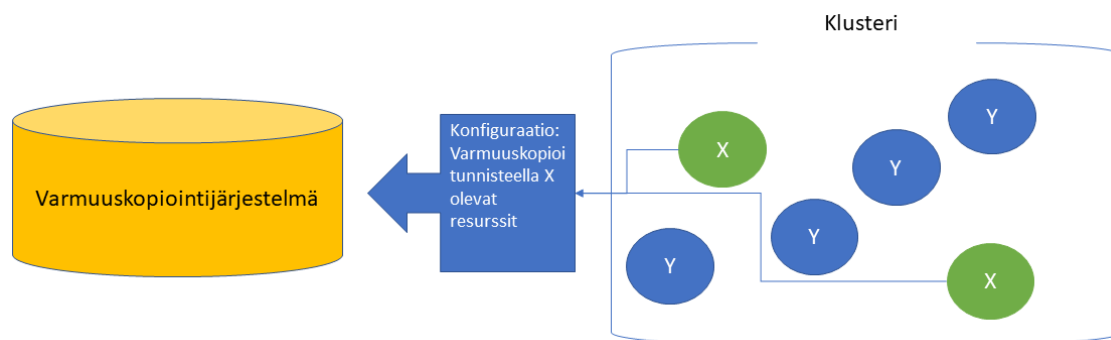 Klusteri
Varmuuskopiointijärjestelmä
Konfiguraatio:
Varmuuskopioi
tunnisteella X
olevat
resurssit
X
Y
Y
Y
Y
X